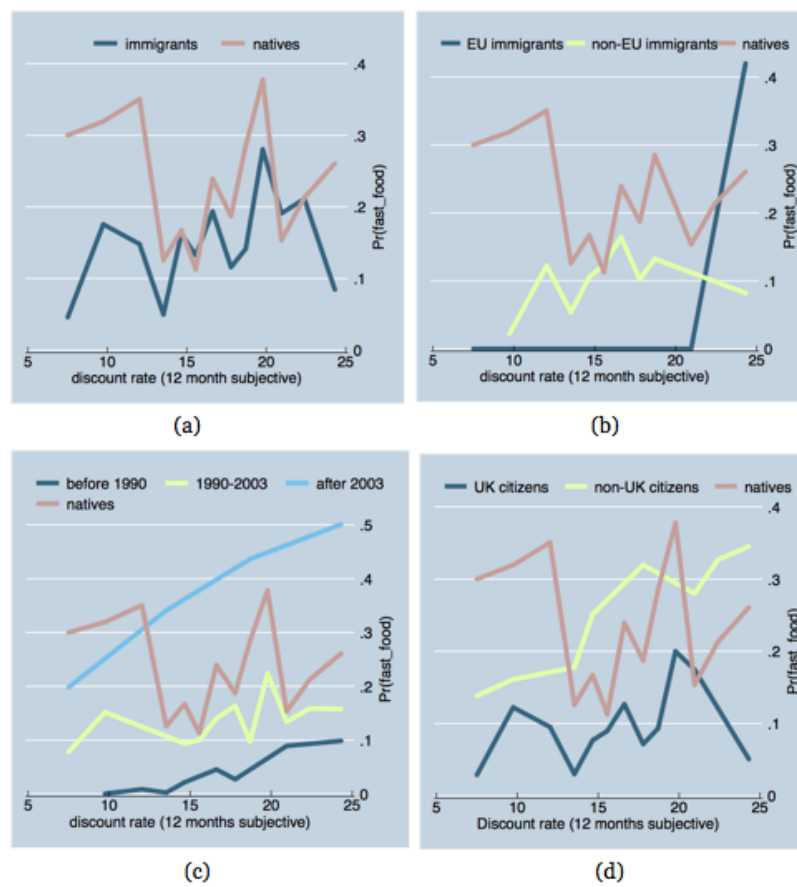 immigrants natives
.4
.3
.2
.1
0
Pr(fast_food)
5 10 15 20 25
discount rate (12 month subjective)
(a)
EU immigrants non-EU immigrants natives
.4
.3
.2
.1
0
Pr(fast_food)
5 10 15 20 25
discount rate (12 month subjective)
(b)
before 1990 1990-2003 after 2003
natives
.5
.4
.3
.2
.1
0
Pr(fast_food)
5 10 15 20 25
discount rate (12 months subjective)
(c)
UK citizens non-UK citizens natives
.4
.3
.2
.1
0
Pr(fast_food)
5 10 15 20 25
Discount rate (12 months subjective)
(d)